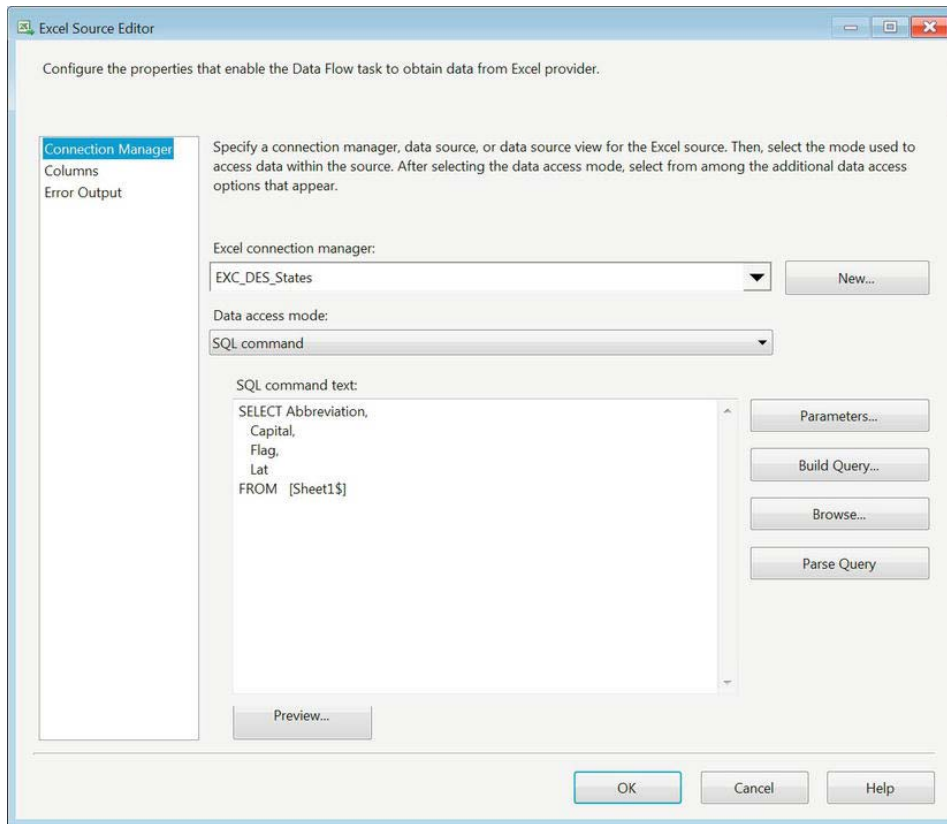 Excel Source Editor
Configure the properties that enable the Data Flow task to obtain data from Excel provider.
Connection Manager
Columns
Error Output
Specify a connection manager, data source, or data source view for the Excel source. Then, select the mode used to
access data within the source. After selecting the data access mode, select from among the additional data access
options that appear.
Excel connection manager:
EXC_DES_States
New...
Data access mode:
SQL command
SQL command text:
SELECT Abbreviation,
Capital,
Flag,
Lat
FROM [Sheet1$]
Parameters...
Build Query...
Browse...
Parse Query
Preview...
OK
Cancel
Help